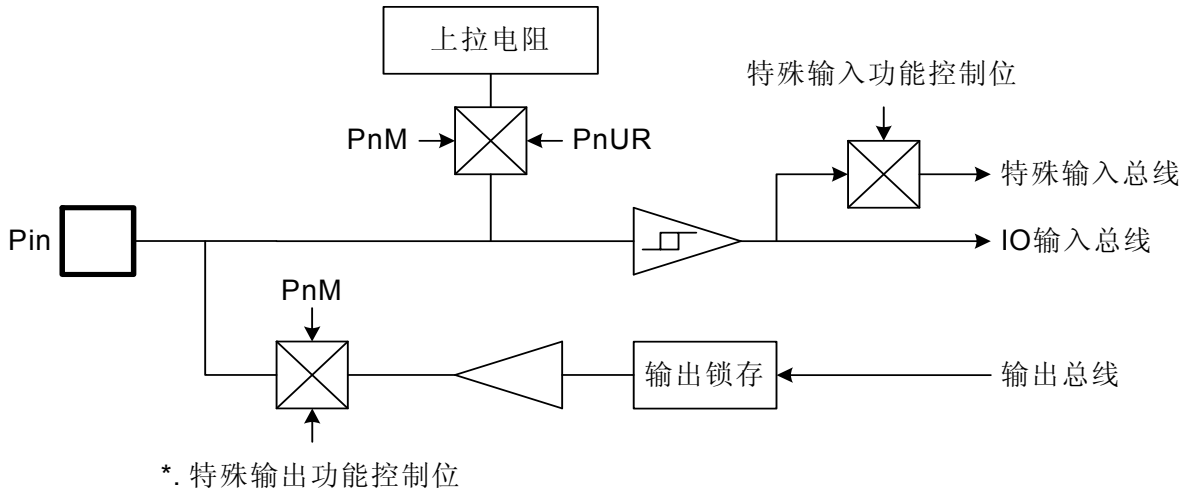 上拉电阻
特殊输入功能控制位
PnM
PnUR
特殊输入总线
Pin
IO输入总线
PnM
输出锁存
输出总线
*. 特殊输出功能控制位